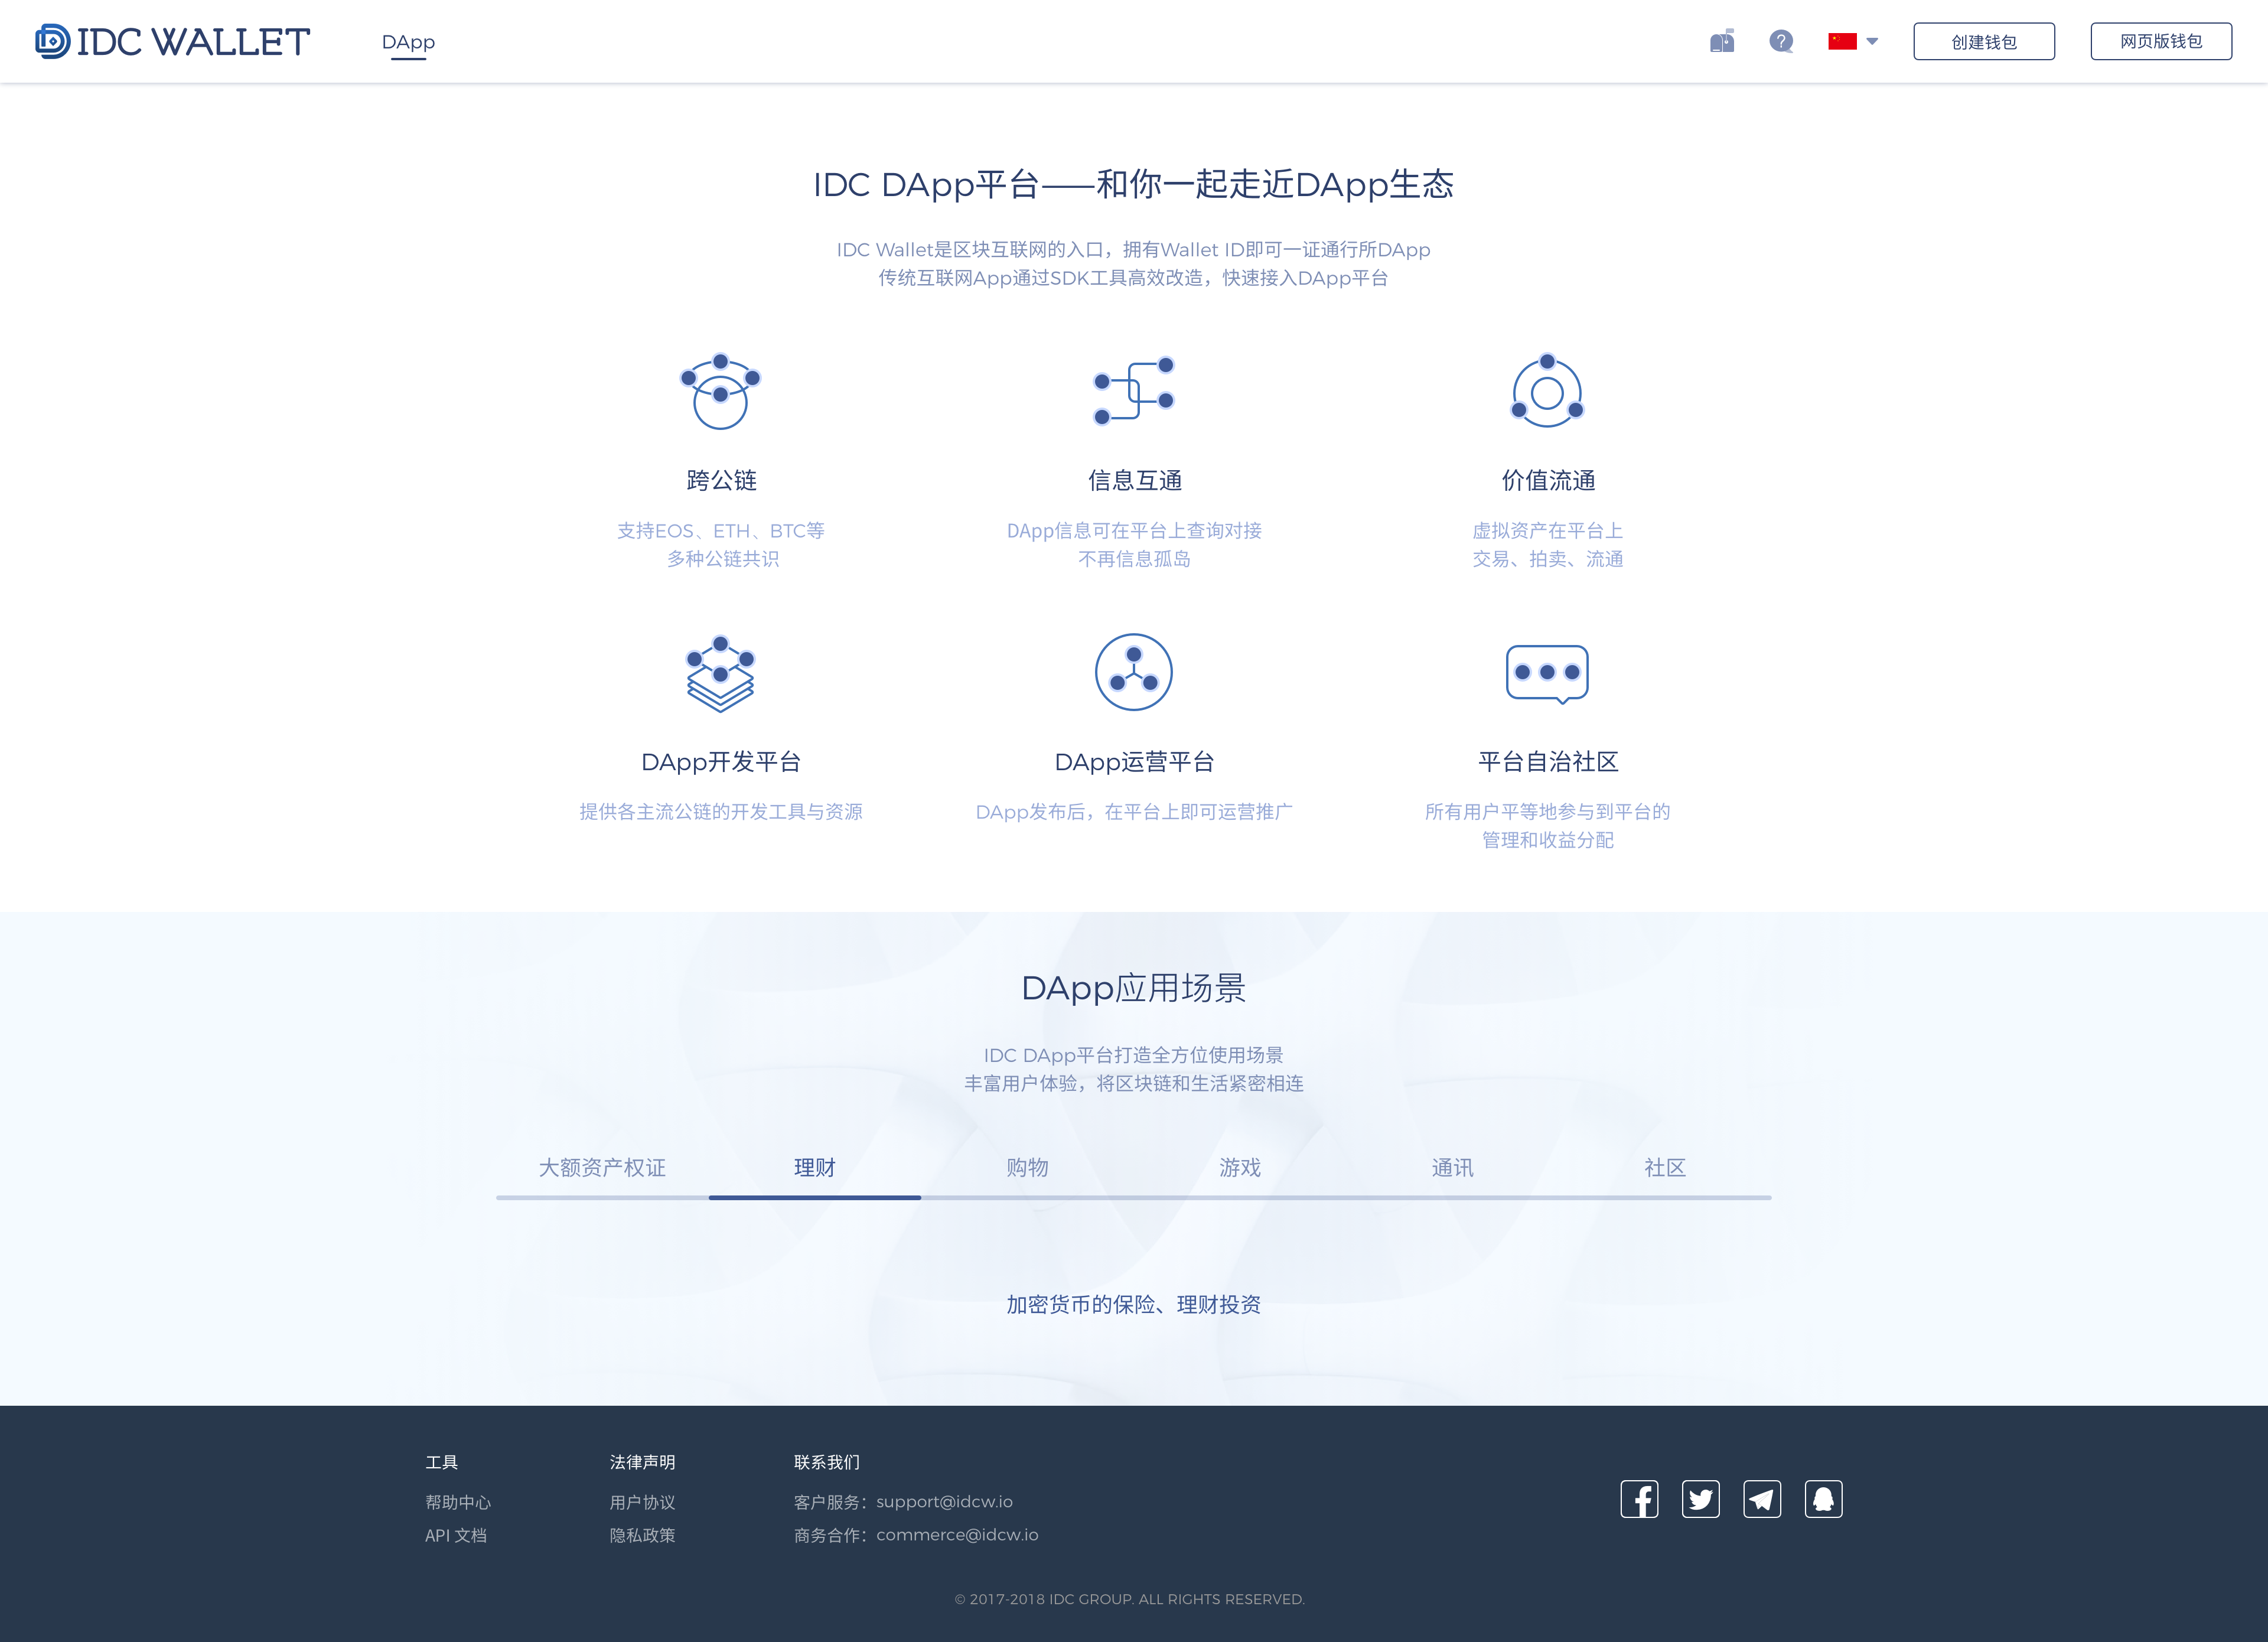 IDC WALLET
DApp
创建钱包
网页版钱包
IDC DApp平台——和你一起走近DApp生态
IDC Wallet是区块互联网的入口，拥有Wallet ID即可一证通行所DApp
传统互联网App通过SDK工具高效改造，快速接入DApp平台
跨公链
信息互通
价值流通
支持EOS、ETH、BTC等
多种公链共识
DApp信息可在平台上查询对接
不再信息孤岛
虚拟资产在平台上
交易、拍卖、流通
DApp开发平台
DApp运营平台
平台自治社区
提供各主流公链的开发工具与资源
DApp发布后，在平台上即可运营推广
所有用户平等地参与到平台的
管理和收益分配
DApp应用场景
IDC DApp平台打造全方位使用场景
丰富用户体验，将区块链和生活紧密相连
大额资产权证
理财
购物
游戏
通讯
社区
加密货币的保险、理财投资
工具
帮助中心
API 文档
法律声明
用户协议
隐私政策
联系我们
客户服务：support@idcw.io
商务合作：commerce@idcw.io
© 2017-2018 IDC GROUP. ALL RIGHTS RESERVED.